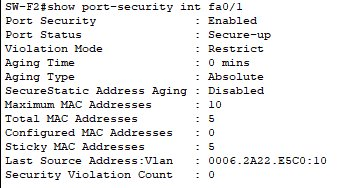 SW-F2#show port-security int fa0/1
Port Security              : Enabled
Port Status                : Secure-up
Violation Mode             : Restrict
Aging Time                 : 0 mins
Aging Type                 : Absolute
SecureStatic Address Aging : Disabled
Maximum MAC Addresses      : 10
Total MAC Addresses        : 5
Configured MAC Addresses   : 0
Sticky MAC Addresses       : 5
Last Source Address:Vlan   : 0006.2A22.E5C0:10
Security Violation Count   : 0